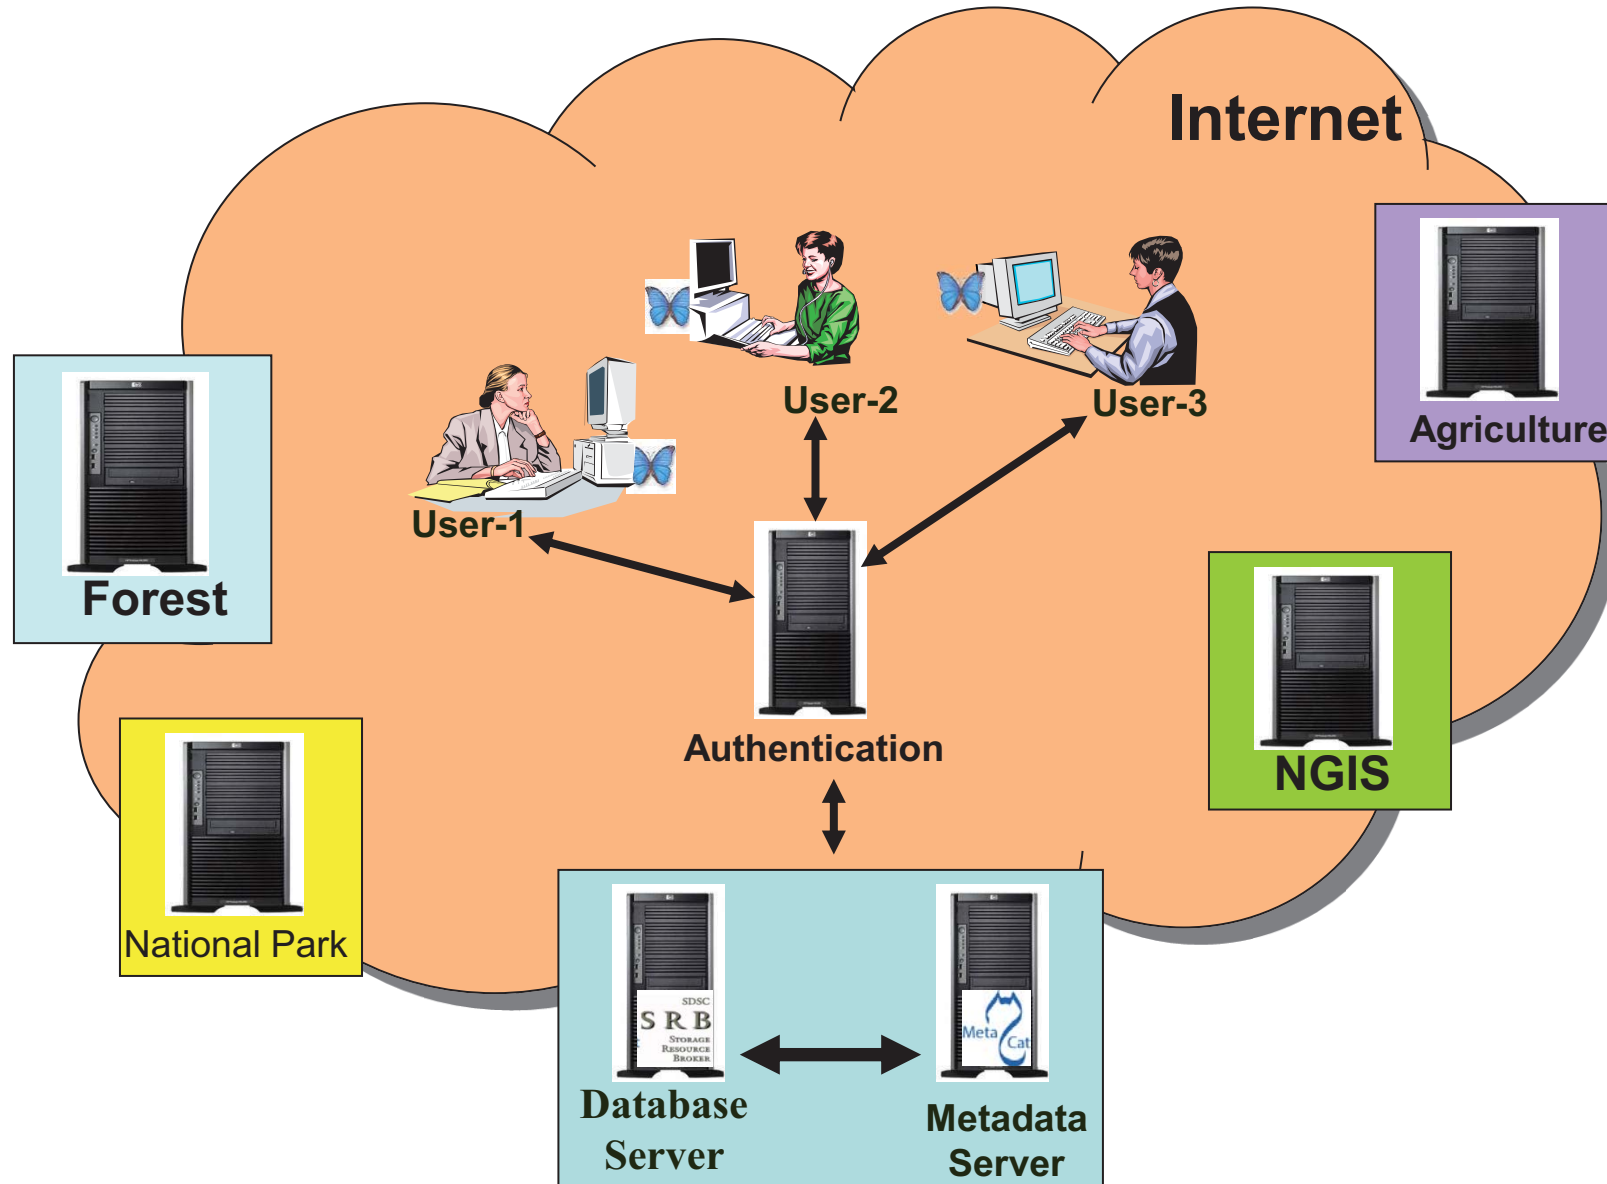 Internet
Agriculture
User-2
User-3
User-1
Forest
Authentication
NGIS
National Park
SDSC
SRB
STORAGE
RESOURCE
BROKER
Meta
Cat
Database
Server
Metadata
Server